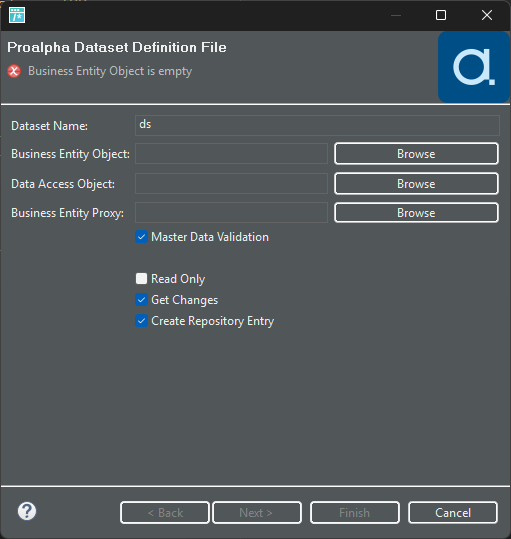 Proalpha Dataset Definition File
Business Entity Object is empty
Dataset Name: ds
Business Entity Object: Browse
Data Access Object: Browse
Business Entity Proxy: Browse
Master Data Validation
Read Only
Get Changes
Create Repository Entry
< Back Next > Finish Cancel